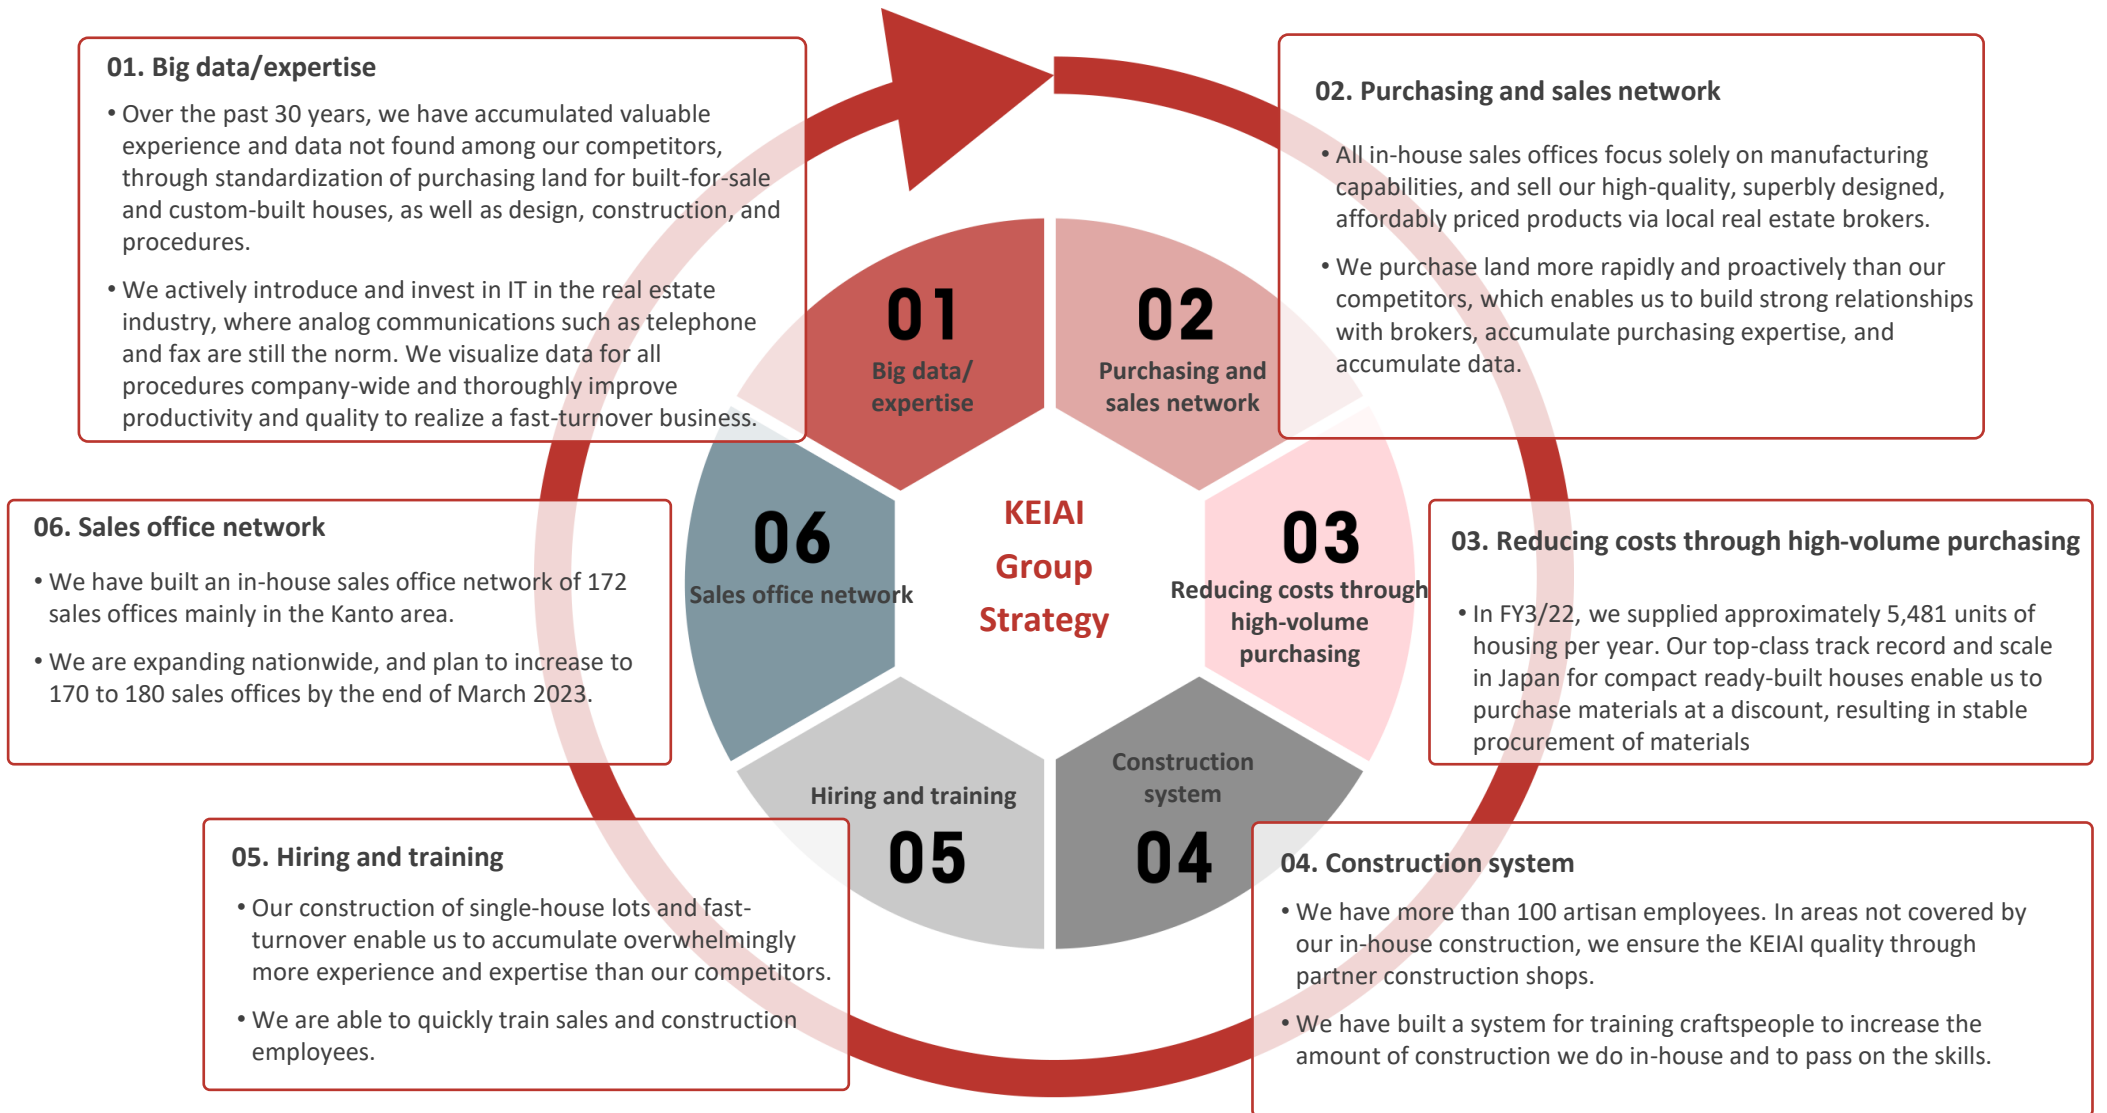 01. Big data/expertise
• Over the past 30 years, we have accumulated valuable
experience and data not found among our competitors,
through standardization of purchasing land for built-for-sale
and custom-built houses, as well as design, construction, and
procedures.
• We actively introduce and invest in IT in the real estate
industry, where analog communications such as telephone
and fax are still the norm. We visualize data for all
procedures company-wide and thoroughly improve
productivity and quality to realize a fast-turnover business.
02. Purchasing and sales network
• All in-house sales offices focus solely on manufacturing
capabilities, and sell our high-quality, superbly designed,
affordably priced products via local real estate brokers.
• We purchase land more rapidly and proactively than our
competitors, which enables us to build strong relationships
with brokers, accumulate purchasing expertise, and
accumulate data.
01
Big data/
expertise
02
Purchasing and
sales network
06. Sales office network
• We have built an in-house sales office network of 172
sales offices mainly in the Kanto area.
• We are expanding nationwide, and plan to increase to
170 to 180 sales offices by the end of March 2023.
06
Sales office network
KEIAI
Group
Strategy
03
Reducing costs through
high-volume
purchasing
03. Reducing costs through high-volume purchasing
• In FY3/22, we supplied approximately 5,481 units of
housing per year. Our top-class track record and scale
in Japan for compact ready-built houses enable us to
purchase materials at a discount, resulting in stable
procurement of materials
Hiring and training
05
Construction
system
04
05. Hiring and training
• Our construction of single-house lots and fast-
turnover enable us to accumulate overwhelmingly
more experience and expertise than our competitors.
• We are able to quickly train sales and construction
employees.
04. Construction system
• We have more than 100 artisan employees. In areas not covered by
our in-house construction, we ensure the KEIAI quality through
partner construction shops.
• We have built a system for training craftspeople to increase the
amount of construction we do in-house and to pass on the skills.